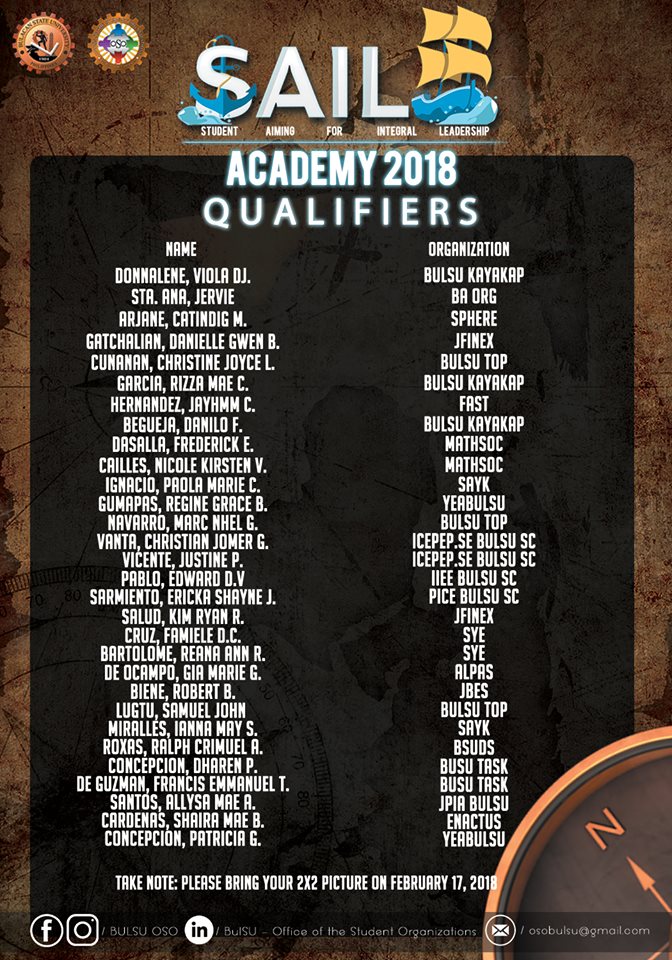 BULACAN STATE UNIVERSITY
1904
OSO
SAIL
STUDENT AIMING FOR INTEGRAL LEADERSHIP
ACADEMY 2018
QUALIFIERS
NAME ORGANIZATION
DONNALENE, VIOLA DJ. BULSU KAYAKAP
STA. ANA, JERVIE BA ORG
ARJANE, CATINDIG M. SPHERE
GATCHALIAN, DANIELLE GWEN B. JFINEX
CUNANAN, CHRISTINE JOYCE L. BULSU TOP
GARCIA, RIZZA MAE C. BULSU KAYAKAP
HERNANDEZ, JAYHMM C. FAST
BEGUEJA, DANILO F. BULSU KAYAKAP
DASALLA, FREDERICK E. MATHSOC
CAILLES, NICOLE KIRSTEN V. MATHSOC
IGNACIO, PAOLA MARIE C. SAYK
GUMAPAS, REGINE GRACE B. YEABULSU
NAVARRO, MARC NHEL G. BULSU TOP
VANTA, CHRISTIAN JOMER G. ICEPEP.SE BULSU SC
VICENTE, JUSTINE P. ICEPEP.SE BULSU SC
PABLO, EDWARD D.V IIEE BULSU SC
SARMIENTO, ERICKA SHAYNE J. PICE BULSU SC
SALUD, KIM RYAN R. JFINEX
CRUZ, FAMIELE D.C. SYE
BARTOLOME, REANA ANN R. SYE
DE OCAMPO, GIA MARIE G. ALPAS
BIENE, ROBERT B. JBES
LUGTU, SAMUEL JOHN BULSU TOP
MIRALLES, IANNA MAY S. SAYK
ROXAS, RALPH CRIMUEL A. BSUDS
CONCEPCION, DHAREN P. BUSU TASK
DE GUZMAN, FRANCIS EMMANUEL T. BUSU TASK
SANTOS, ALLYSA MAE A. JPIA BULSU
CARDENAS, SHAIRA MAE B. ENACTUS
CONCEPCION, PATRICIA G. YEABULSU
N
TAKE NOTE: PLEASE BRING YOUR 2X2 PICTURE ON FEBRUARY 17, 2018
/ BULSU OSO in / BulSU – Office of the Student Organizations / osobulsu@gmail.com